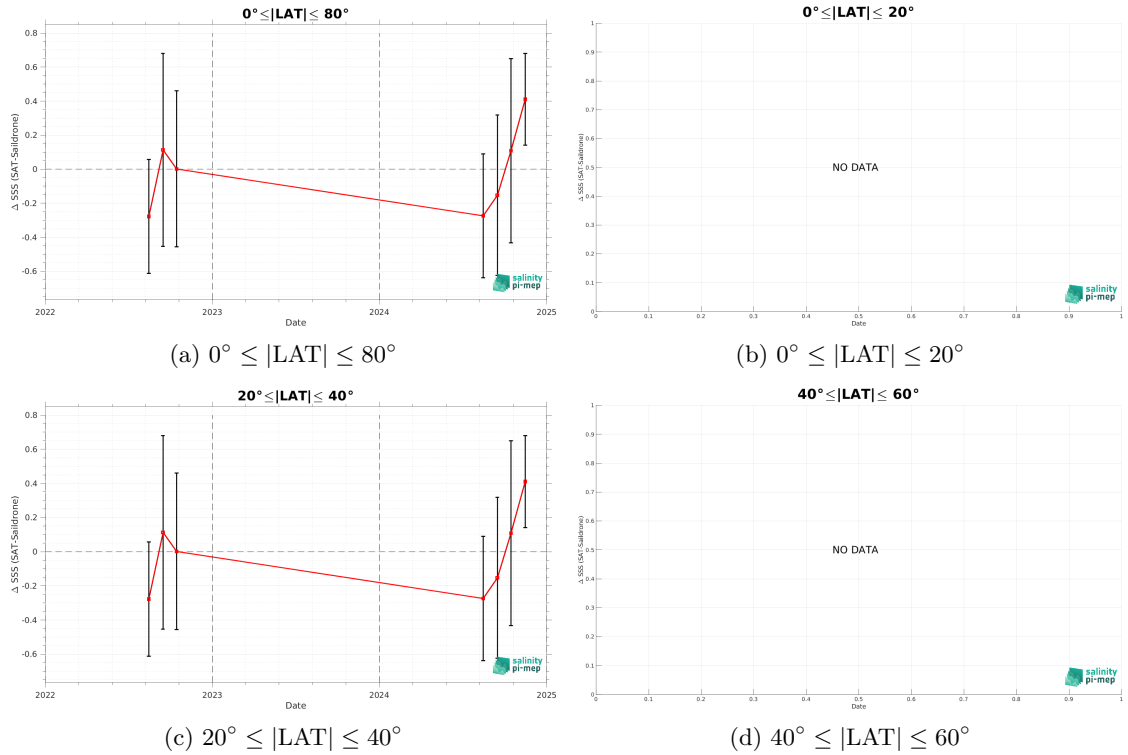 0°≤|LAT|≤ 80°
0.8
0.6
0.4
0.2
0
-0.2
-0.4
-0.6
Δ SSS (SAT-Saildrone)
2022
2023
2024
2025
Date
salinity
pi-mep
(a) 0° ≤ |LAT| ≤ 80°
0°≤|LAT|≤ 20°
1
0.9
0.8
0.7
0.6
0.5
0.4
0.3
0.2
0.1
0
Δ SSS (SAT-Saildrone)
NO DATA
0
0.1
0.2
0.3
0.4
0.5
0.6
0.7
0.8
0.9
1
Date
salinity
pi-mep
(b) 0° ≤ |LAT| ≤ 20°
20°≤|LAT|≤ 40°
0.8
0.6
0.4
0.2
0
-0.2
-0.4
-0.6
Δ SSS (SAT-Saildrone)
2022
2023
2024
2025
Date
salinity
pi-mep
(c) 20° ≤ |LAT| ≤ 40°
40°≤|LAT|≤ 60°
1
0.9
0.8
0.7
0.6
0.5
0.4
0.3
0.2
0.1
0
Δ SSS (SAT-Saildrone)
NO DATA
0
0.1
0.2
0.3
0.4
0.5
0.6
0.7
0.8
0.9
1
Date
salinity
pi-mep
(d) 40° ≤ |LAT| ≤ 60°